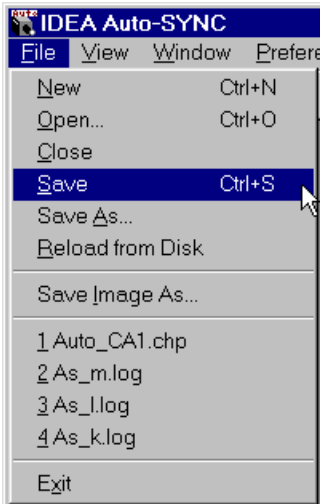 Auto IDEA Auto-SYNC
File View Window Prefere
New Ctrl+N
Open... Ctrl+O
Close
Save Ctrl+S
Save As...
Reload from Disk
Save Image As...
1 Auto_CA1.chp
2 As_m.log
3 As_l.log
4 As_k.log
Exit